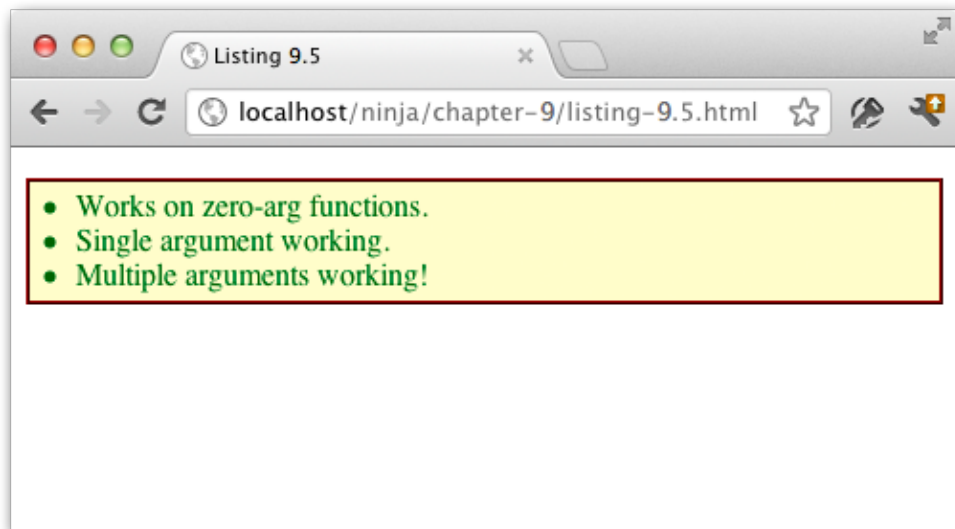 Listing 9.5
localhost/ninja/chapter-9/listing-9.5.html
Works on zero-arg functions.
Single argument working.
Multiple arguments working!